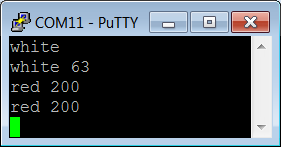 COM11 - PuTTY
white
white 63
red 200
red 200